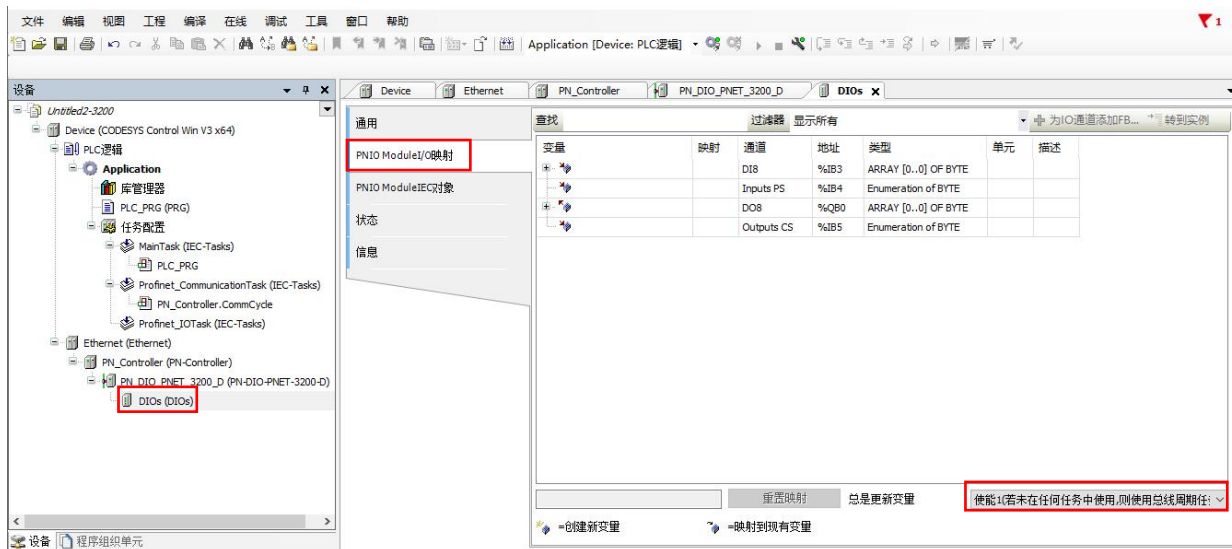 文件 编辑 视图 工程 编译 在线 调试 工具 窗口 帮助
1
Application [Device: PLC逻辑]
设备
Untitled2-3200
Device (CODESYS Control Win V3 x64)
PLC逻辑
Application
库管理器
PLC_PRG (PRG)
任务配置
MainTask (IEC-Tasks)
PLC_PRG
Profinet_CommunicationTask (IEC-Tasks)
PN_Controller.CommCycle
Profinet_IOTask (IEC-Tasks)
Ethernet (Ethernet)
PN_Controller (PN-Controller)
PN_DIO_PNET_3200_D (PN-DIO-PNET-3200-D)
DIOs (DIOs)
设备 程序组织单元
Device Ethernet PN_Controller PN_DIO_PNET_3200_D DIOs
通用
PNIO ModuleI/O映射
PNIO ModuleIEC对象
状态
信息
查找 过滤器 显示所有 为IO通道添加FB... 转到实例
变量 映射 通道 地址 类型 单元 描述
DI8 %IB3 ARRAY [0..0] OF BYTE
Inputs PS %IB4 Enumeration of BYTE
DO8 %QB0 ARRAY [0..0] OF BYTE
Outputs CS %IB5 Enumeration of BYTE
重置映射 总是更新变量 使能1(若未在任何任务中使用,则使用总线周期任
=创建新变量 =映射到现有变量